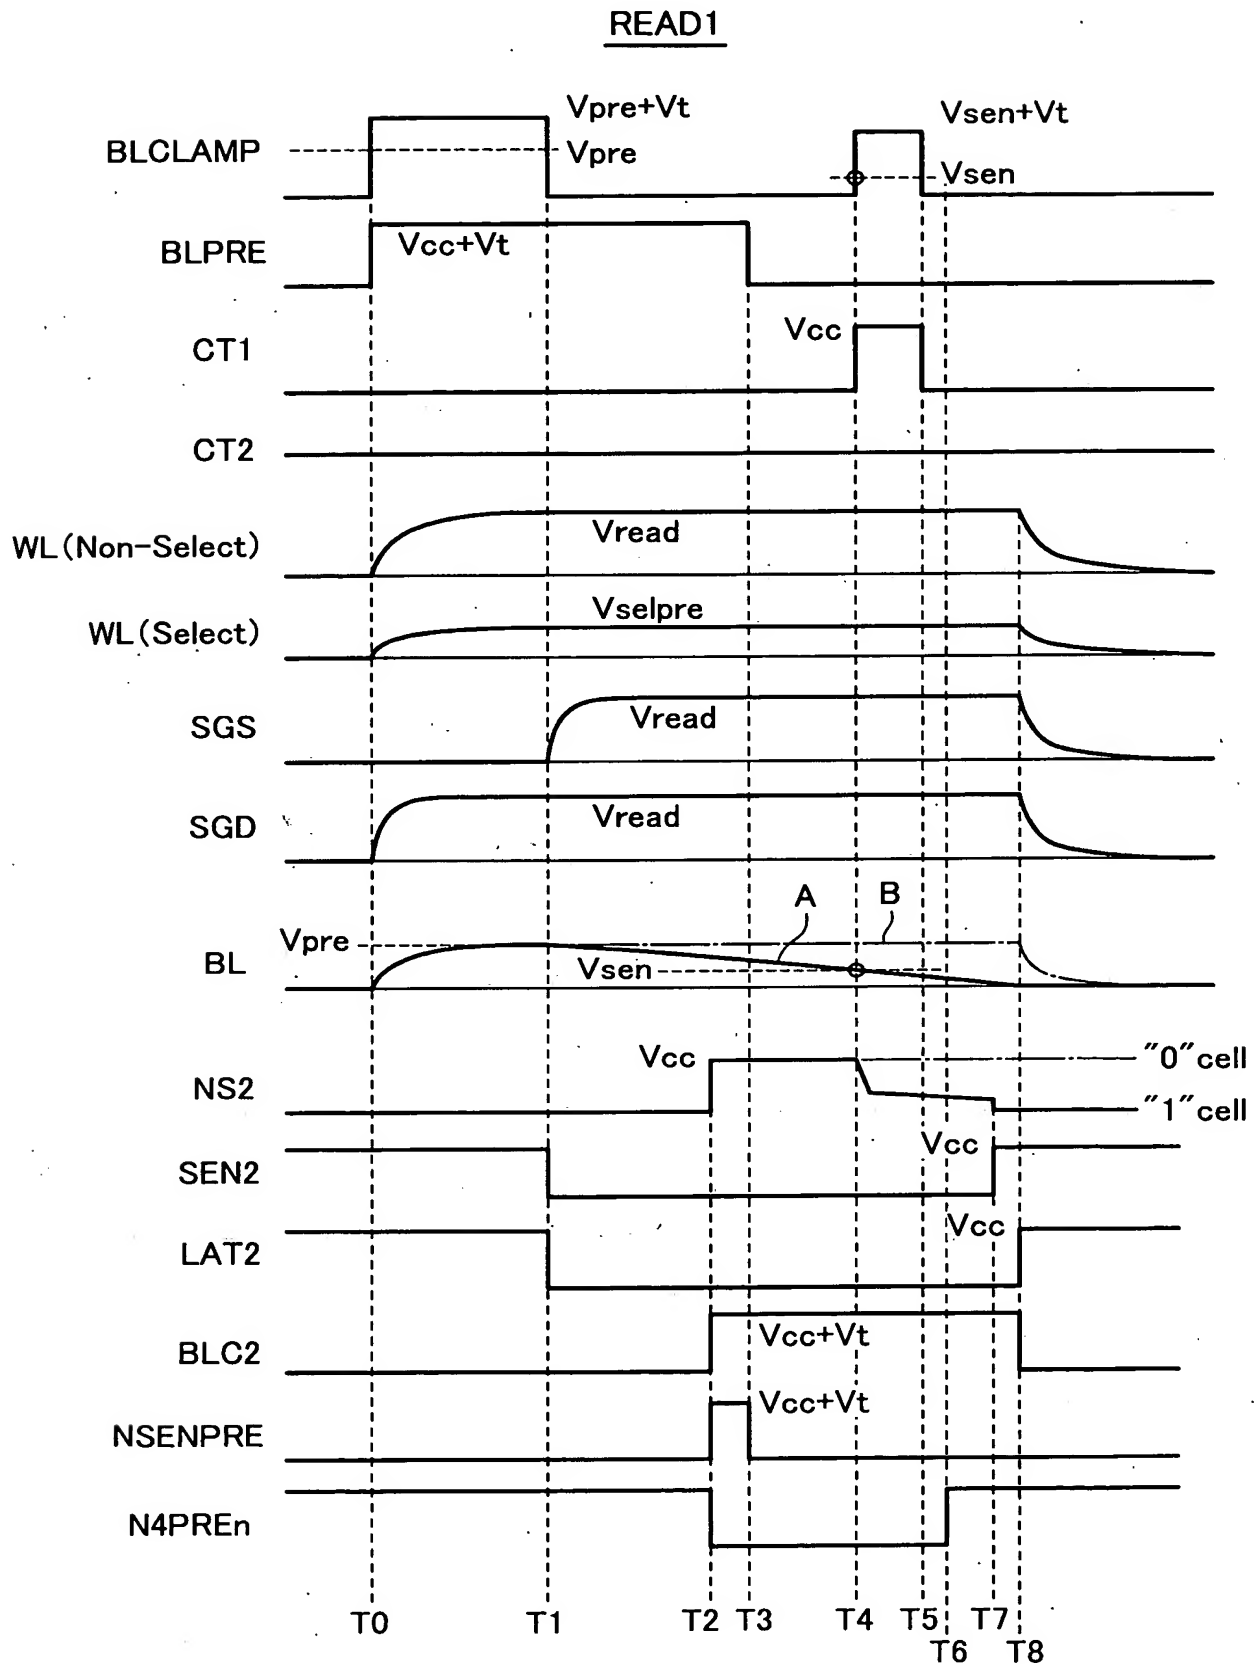 READ1
Vpre+Vt
Vsen+Vt
BLCLAMP
Vpre
Vsen
BLPRE
Vcc+Vt
CT1
Vcc
CT2
WL(Non-Select)
Vread
WL(Select)
Vselpre
SGS
Vread
SGD
Vread
A
B
Vpre
BL
Vsen
NS2
Vcc
"0"cell
"1"cell
SEN2
Vcc
LAT2
Vcc
BLC2
Vcc+Vt
NSENPRE
Vcc+Vt
N4PREn
T0 T1 T2 T3 T4 T5 T7
T6 T8